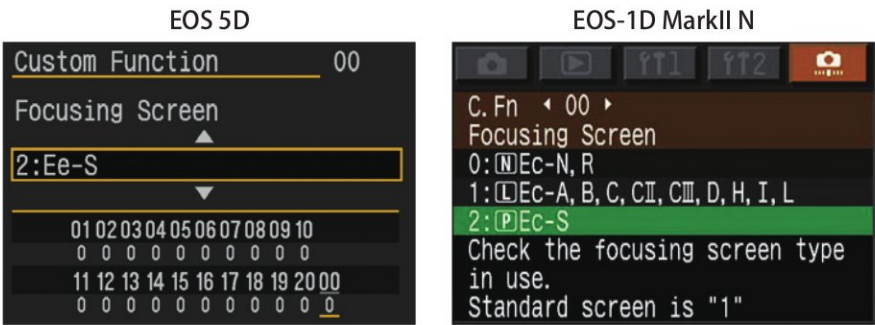 EOS 5D
Custom Function 00
Focusing Screen
2:Ee-S
01 02 03 04 05 06 07 08 09 10
0 0 0 0 0 0 0 0 0 0
11 12 13 14 15 16 17 18 19 20 00
0 0 0 0 0 0 0 0 0 0 0
EOS-1D MarkII N
1 2
C.Fn 00
Focusing Screen
0:NEc-N,R
1:LEc-A,B,C,CⅡ,CⅢ,D,H,I,L
2:PEc-S
Check the focusing screen type
in use.
Standard screen is "1"